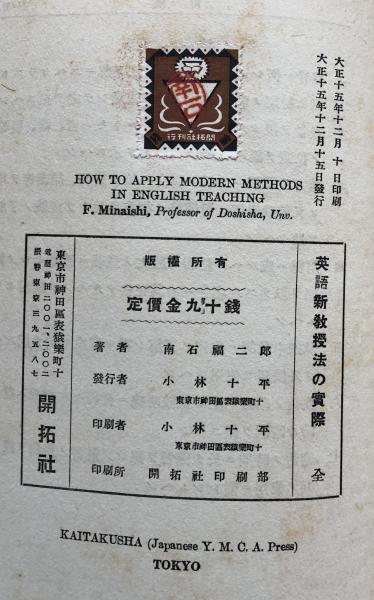 大正十五年十二月 十日印刷
大正十五年十二月十五日發行
南石
行刊社拓開
HOW TO APPLY MODERN METHODS
IN ENGLISH TEACHING
F. Minaishi, Professor of Doshisha, Unv.
英語新教授法の實際 全
版權所有
定價金九十錢
著者 南石福二郎
發行者 小林十平
東京市神田區表猿樂町十
印刷者 小林十平
東京市神田區表猿樂町十
印刷所 開拓社印刷部
東京市神田區表猿樂町十
電話神田二〇〇一、二〇〇二
振替東京三九五八七
開拓社
KAITAKUSHA (Japanese Y. M. C. A. Press)
TOKYO